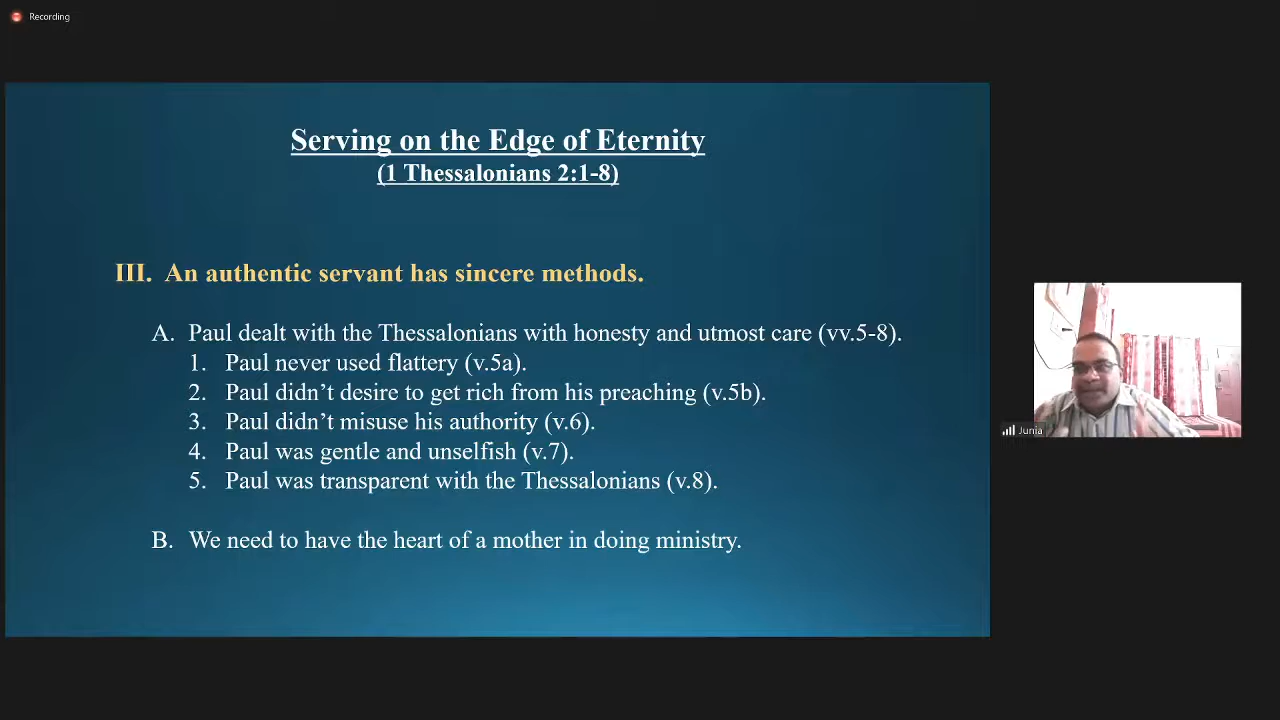 Recording
Serving on the Edge of Eternity
(1 Thessalonians 2:1-8)
III. An authentic servant has sincere methods.
A. Paul dealt with the Thessalonians with honesty and utmost care (vv.5-8).
1. Paul never used flattery (v.5a).
2. Paul didn’t desire to get rich from his preaching (v.5b).
3. Paul didn’t misuse his authority (v.6).
4. Paul was gentle and unselfish (v.7).
5. Paul was transparent with the Thessalonians (v.8).
B. We need to have the heart of a mother in doing ministry.
Junia